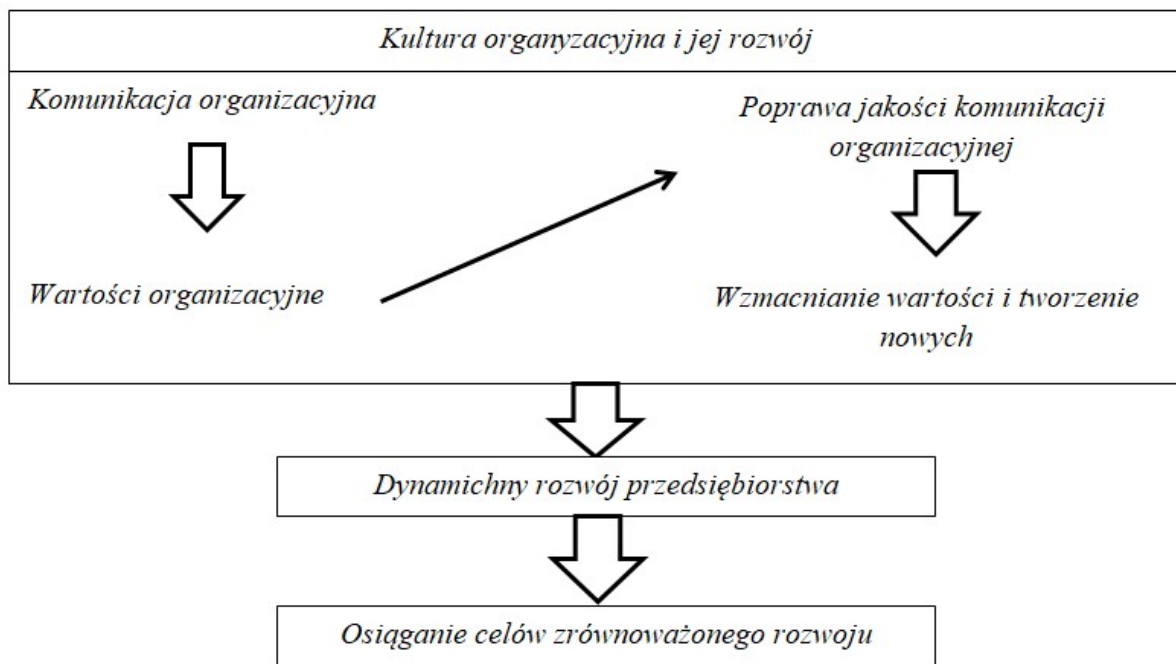 Kultura organyzacyjna i jej rozwój
Komunikacja organizacyjna
Poprawa jakości komunikacji
organizacyjnej
Wartości organizacyjne
Wzmacnianie wartości i tworzenie
nowych
Dynamichny rozwój przedsiębiorstwa
Osiąganie celów zrównoważonego rozwoju